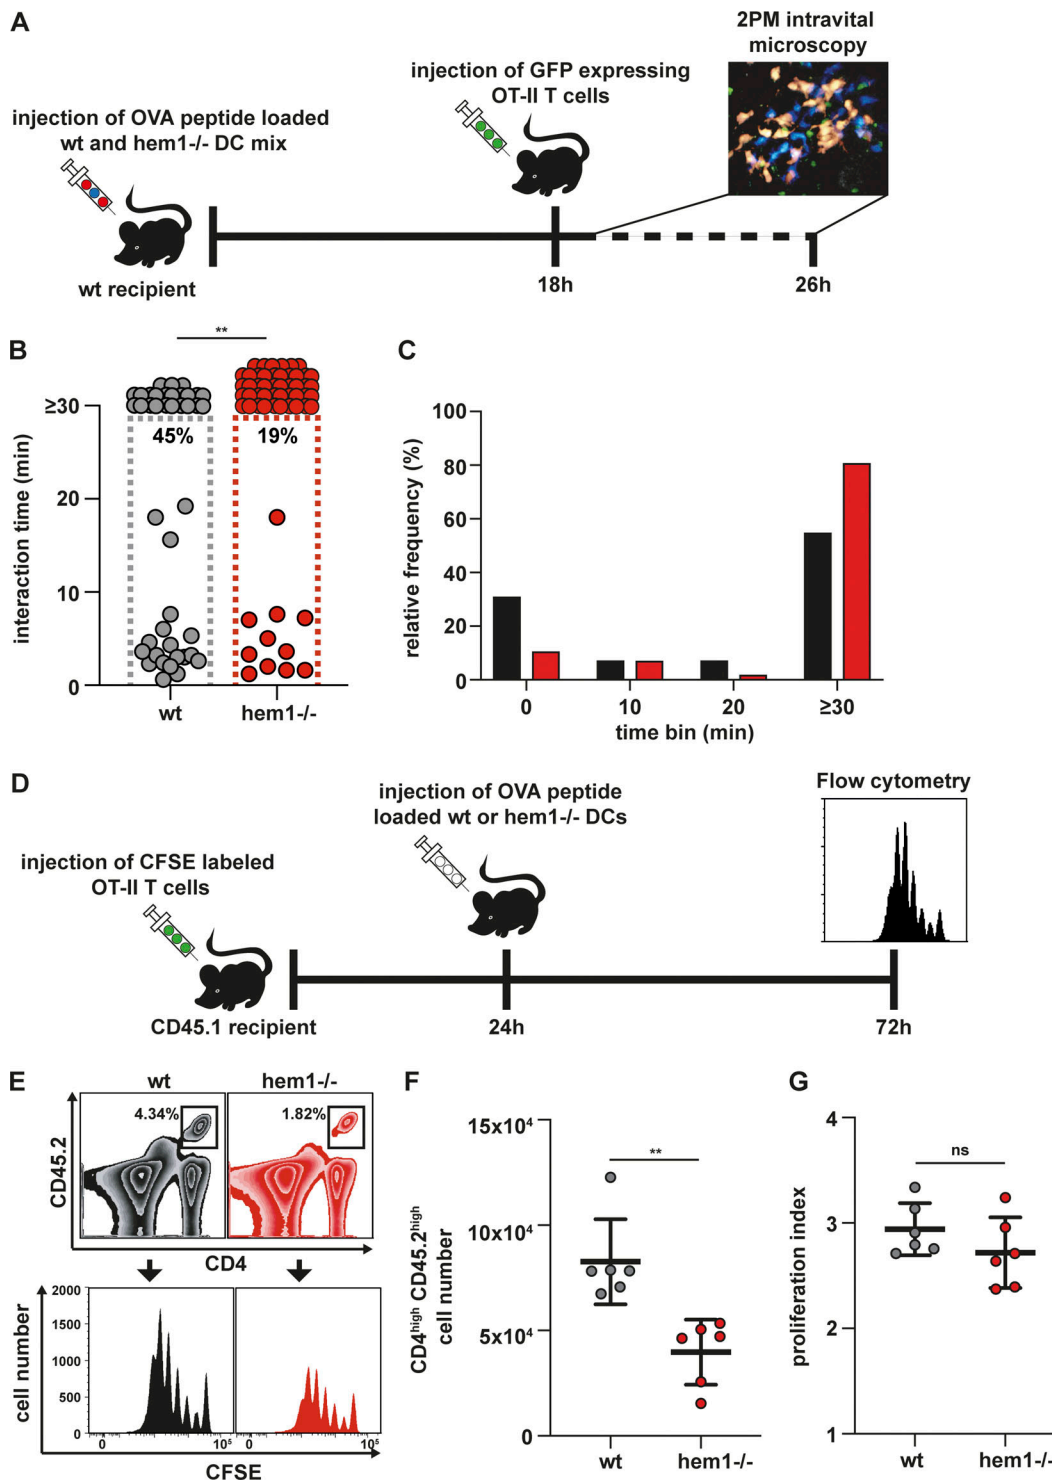 A
2PM intravital
microscopy
injection of GFP expressing
OT-II T cells
injection of OVA peptide loaded
wt and hem1-/- DC mix
wt recipient
18h
26h
B
**
≥30
20
10
0
interaction time (min)
45%
19%
wt
hem1-/-
C
100
80
60
40
20
0
relative frequency (%)
0
10
20
≥30
time bin (min)
D
injection of OVA peptide
loaded wt or hem1-/- DCs
Flow cytometry
injection of CFSE labeled
OT-II T cells
CD45.1 recipient
24h
72h
E
wt
hem1-/-
4.34%
1.82%
CD45.2
CD4
2000
1500
1000
500
0
cell number
0
10⁵
0
10⁵
CFSE
F
15x10⁴
10x10⁴
5x10⁴
0
CD4ʰⁱᵍʰ CD45.2ʰⁱᵍʰ
cell number
**
wt
hem1-/-
G
4
3
2
1
proliferation index
ns
wt
hem1-/-